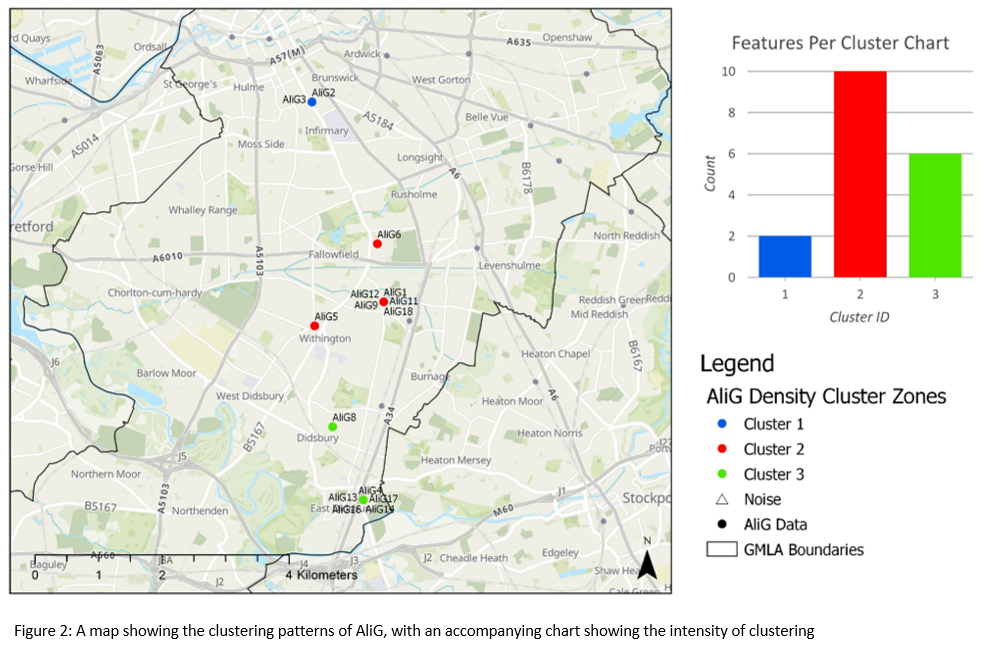 rd Quays
Ordsall
A5063
A57(M)
Ardwick
A635
Openshaw
Wharfside
St George's
Hulme
Brunswick
West Gorton
AliG3
AliG2
A5014
Infirmary
A5184
Belle Vue
Moss Side
Gorse Hill
Longsight
A6
B6178
Rusholme
Whalley Range
retford
AliG6
North Reddish
A6010
A5103
Fallowfield
Levenshulme
Chorlton-cum-hardy
AliG12
AliG1
AliG9
AliG11
AliG18
Reddish Green
Reddi
Mid Reddish
AliG5
Withington
J6
B6167
Heaton Chapel
Barlow Moor
Burnage
West Didsbury
A6
Heaton Moor
A34
AliG8
Didsbury
B5167
Heaton Norris
J5
Heaton Mersey
Northern Moor
A5103
AliG4
AliG13
AliG17
AliG16
AliG14
East
J1
B5167
Northenden
M60
Stockpo
A560
Baguley
J3A
J2
J4
J3
J2
Cheadle Heath
Edgeley
Shaw Hea
Cale Green
0
1
2
4 Kilometers
N
Features Per Cluster Chart
Count
10
8
6
4
2
0
1
2
3
Cluster ID
Legend
AliG Density Cluster Zones
Cluster 1
Cluster 2
Cluster 3
Noise
AliG Data
GMLA Boundaries
Figure 2: A map showing the clustering patterns of AliG, with an accompanying chart showing the intensity of clustering